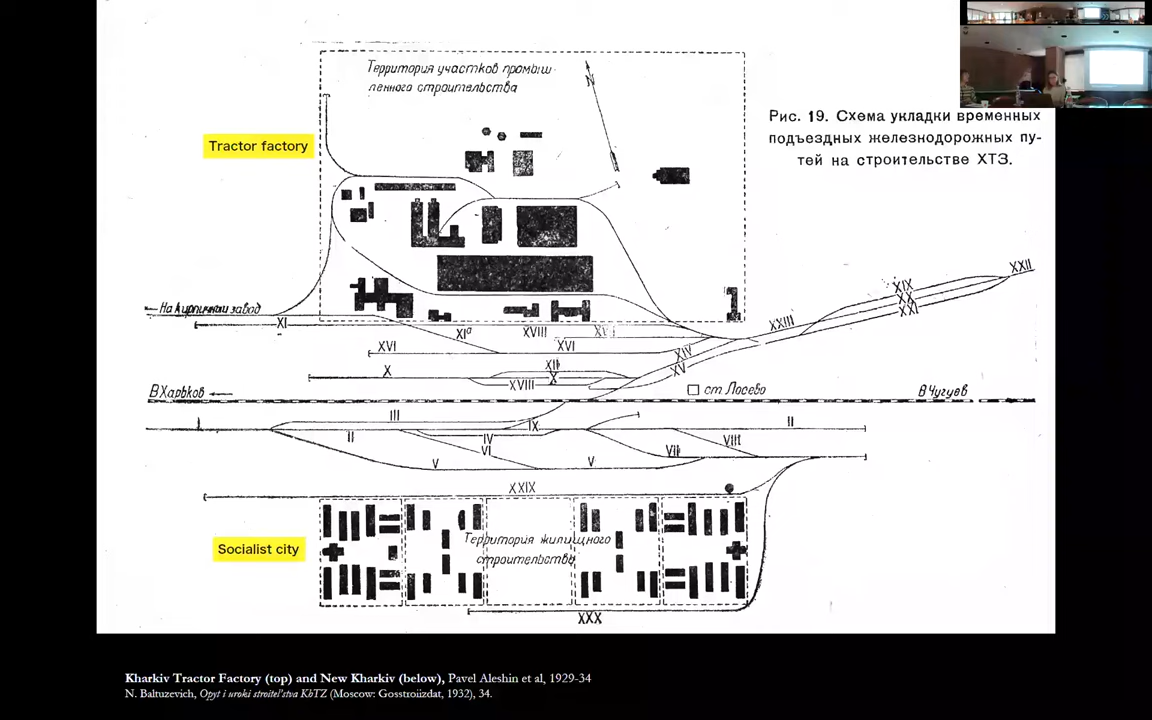 Территория участков промыш-
ленного строительства
N
Рис. 19. Схема укладки временных
подъездных железнодорожных пу-
тей на строительстве ХТЗ.
Tractor factory
На кирпичный завод
XI
XIª
XVIII
XVI
XVI
XIV
XV
X
XII
X
XVIII
XXIII
XIX
XX
XXI
XXII
В Харьков
ст Лосево
В Чугуев
I
III
II
II
IX
IV
VI
V
V
VII
VIII
XXIX
Socialist city
Территория жилищного
строительства
XXX
Kharkiv Tractor Factory (top) and New Kharkiv (below), Pavel Aleshin et al, 1929-34
N. Baltuzevich, Opyt i uroki stroitel'stva KhTZ (Moscow: Gosstroiizdat, 1932), 34.